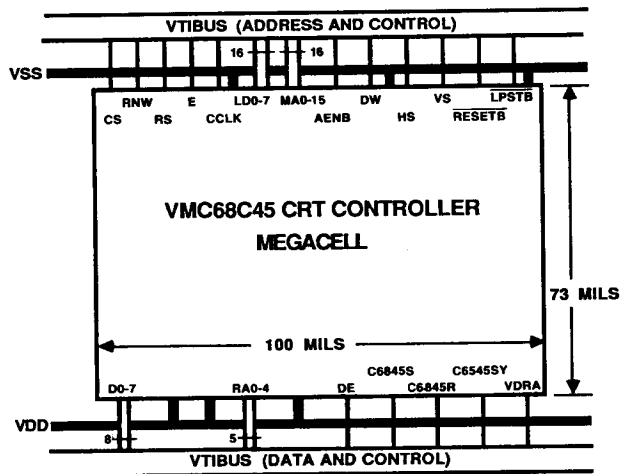 VTIBUS (ADDRESS AND CONTROL)
16 16
VSS
RNW E LD0-7 MA0-15 DW VS LPSTB
CS RS CCLK AENB HS RESETB
VMC68C45 CRT CONTROLLER
MEGACELL
73 MILS
100 MILS
C6845S C6545SY
D0-7 RA0-4 DE C6845R VDRA
VDD
8 5
VTIBUS (DATA AND CONTROL)